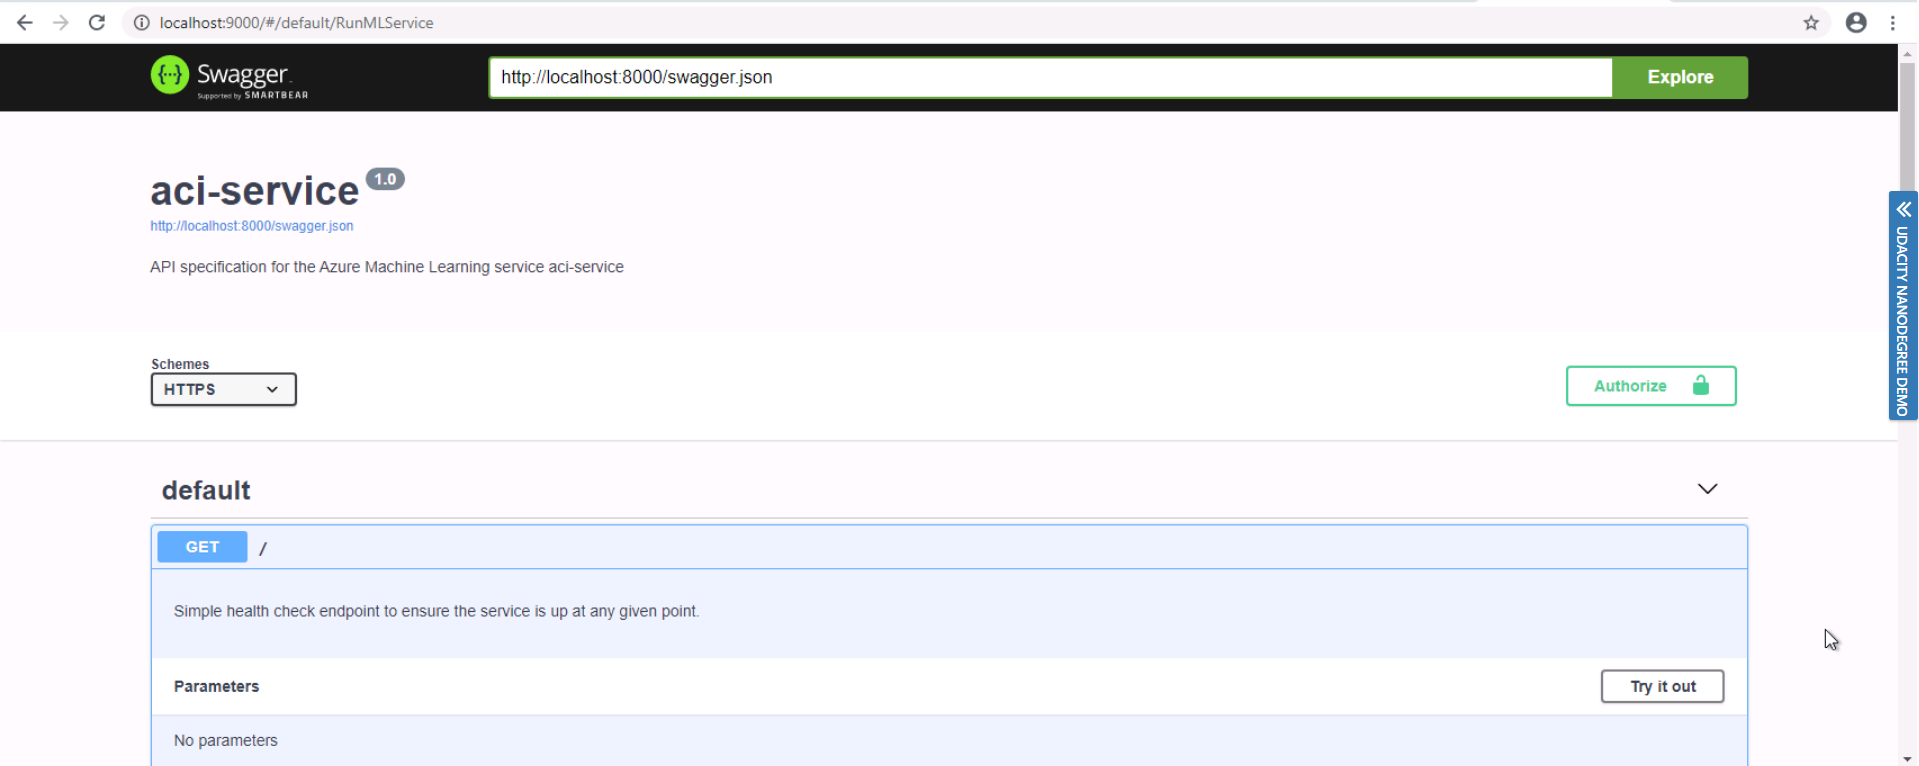 localhost:9000/#/default/RunMLService
Swagger
Supported by SMARTBEAR
http://localhost:8000/swagger.json
Explore
aci-service 1.0
http://localhost:8000/swagger.json
API specification for the Azure Machine Learning service aci-service
UDACITY NANODEGREE DEMO
Schemes
HTTPS
Authorize
default
GET /
Simple health check endpoint to ensure the service is up at any given point.
Parameters
Try it out
No parameters